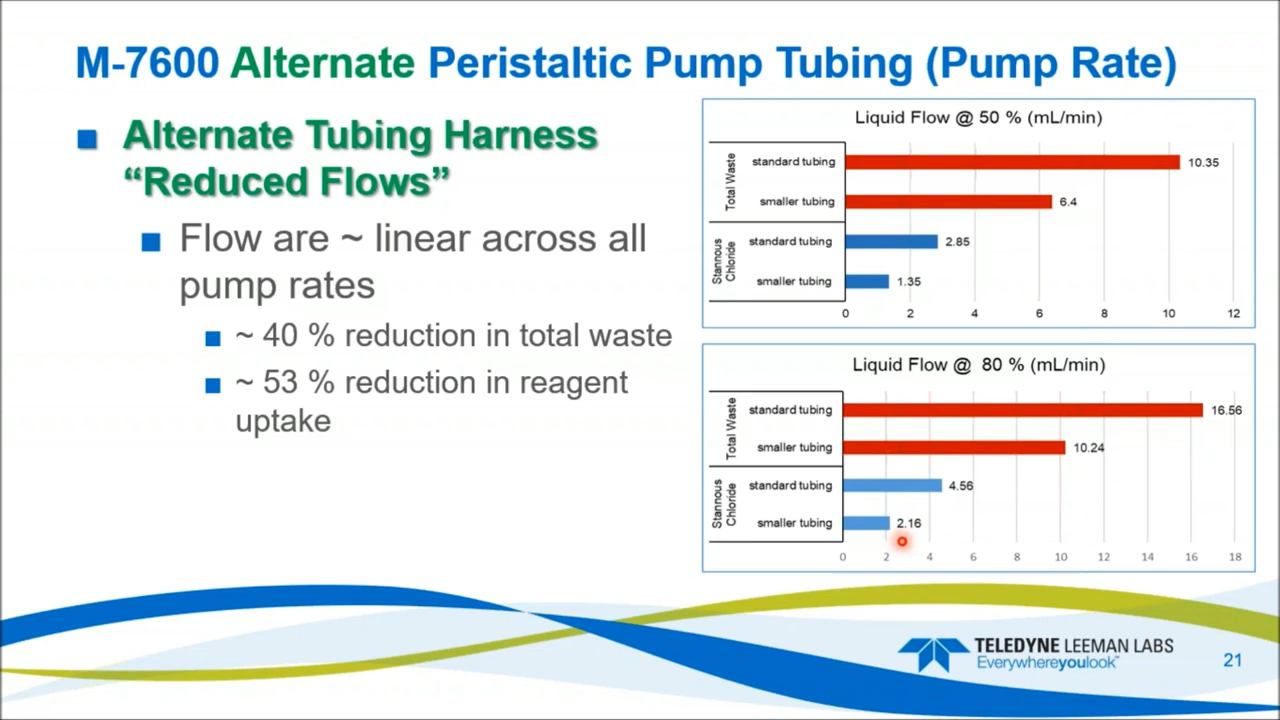 M-7600 Alternate Peristaltic Pump Tubing (Pump Rate)
■ Alternate Tubing Harness
“Reduced Flows”
■ Flow are ~ linear across all
pump rates
■ ~ 40 % reduction in total waste
■ ~ 53 % reduction in reagent
uptake
Liquid Flow @ 50 % (mL/min)
Total Waste
standard tubing
10.35
smaller tubing
6.4
Stannous
Chloride
standard tubing
2.85
smaller tubing
1.35
0 2 4 6 8 10 12
Liquid Flow @ 80 % (mL/min)
Total Waste
standard tubing
16.56
smaller tubing
10.24
Stannous
Chloride
standard tubing
4.56
smaller tubing
2.16
0 2 4 6 8 10 12 14 16 18
TELEDYNE LEEMAN LABS
Everywhereyoulook™
21